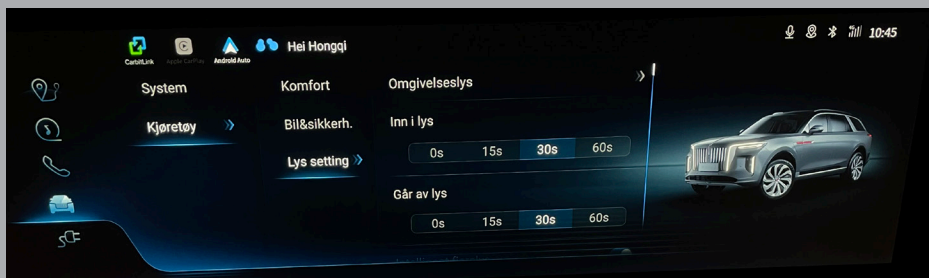 CarbitLink
Apple CarPlay
Android Auto
Hei Hongqi
10:45
System
Kjøretøy
Komfort
Bil&sikkerh.
Lys setting
Omgivelseslys
Inn i lys
0s 15s 30s 60s
Går av lys
0s 15s 30s 60s